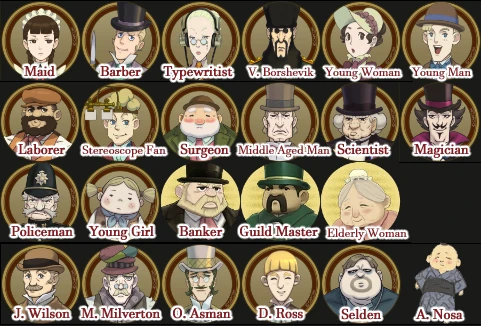 Maid
Barber
Typewritist
V. Borshevik
Young Woman
Young Man
Laborer
Stereoscope Fan
Surgeon
Middle Aged Man
Scientist
Magician
Policeman
Young Girl
Banker
Guild Master
Elderly Woman
J. Wilson
M. Milverton
O. Asman
D. Ross
Selden
A. Nosa